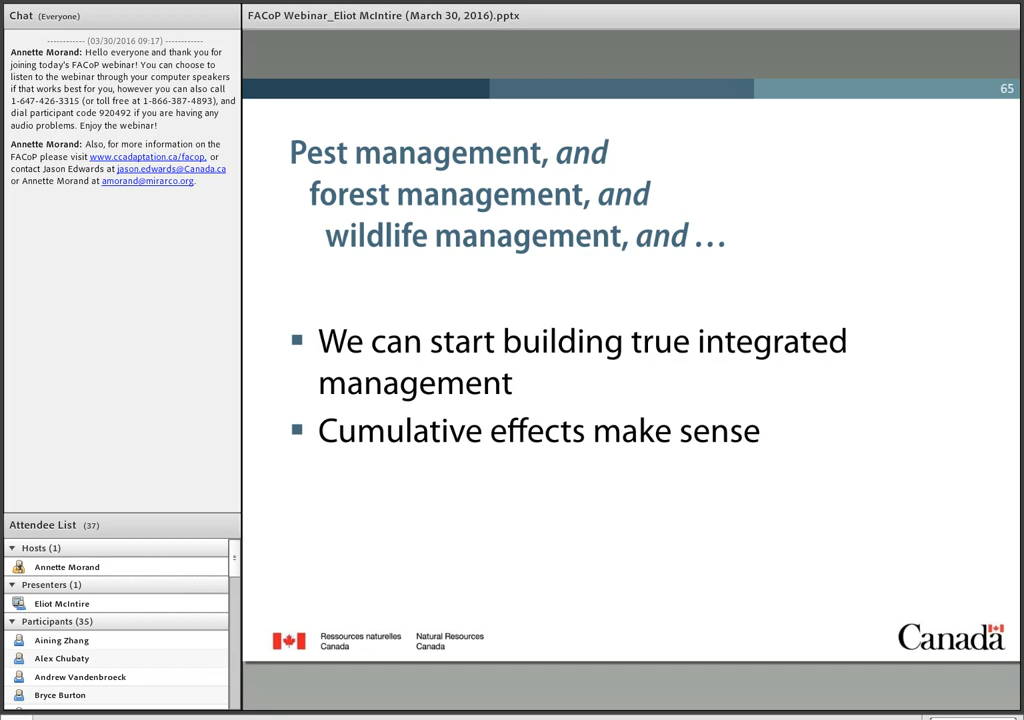 Chat (Everyone)
------------ (03/30/2016 09:17) ------------
Annette Morand: Hello everyone and thank you for
joining today's FACoP webinar! You can choose to
listen to the webinar through your computer speakers
if that works best for you, however you can also call
1-647-426-3315 (or toll free at 1-866-387-4893), and
dial participant code 920492 if you are having any
audio problems. Enjoy the webinar!
Annette Morand: Also, for more information on the
FACoP please visit www.ccadaptation.ca/facop, or
contact Jason Edwards at jason.edwards@Canada.ca
or Annette Morand at amorand@mirarco.org.
Attendee List (37)
Hosts (1)
Annette Morand
Presenters (1)
Eliot McIntire
Participants (35)
Aining Zhang
Alex Chubaty
Andrew Vandenbroeck
Bryce Burton
FACoP Webinar_Eliot McIntire (March 30, 2016).pptx
65
Pest management, and
forest management, and
wildlife management, and ...
We can start building true integrated
management
Cumulative effects make sense
Ressources naturelles
Canada
Natural Resources
Canada
Canada